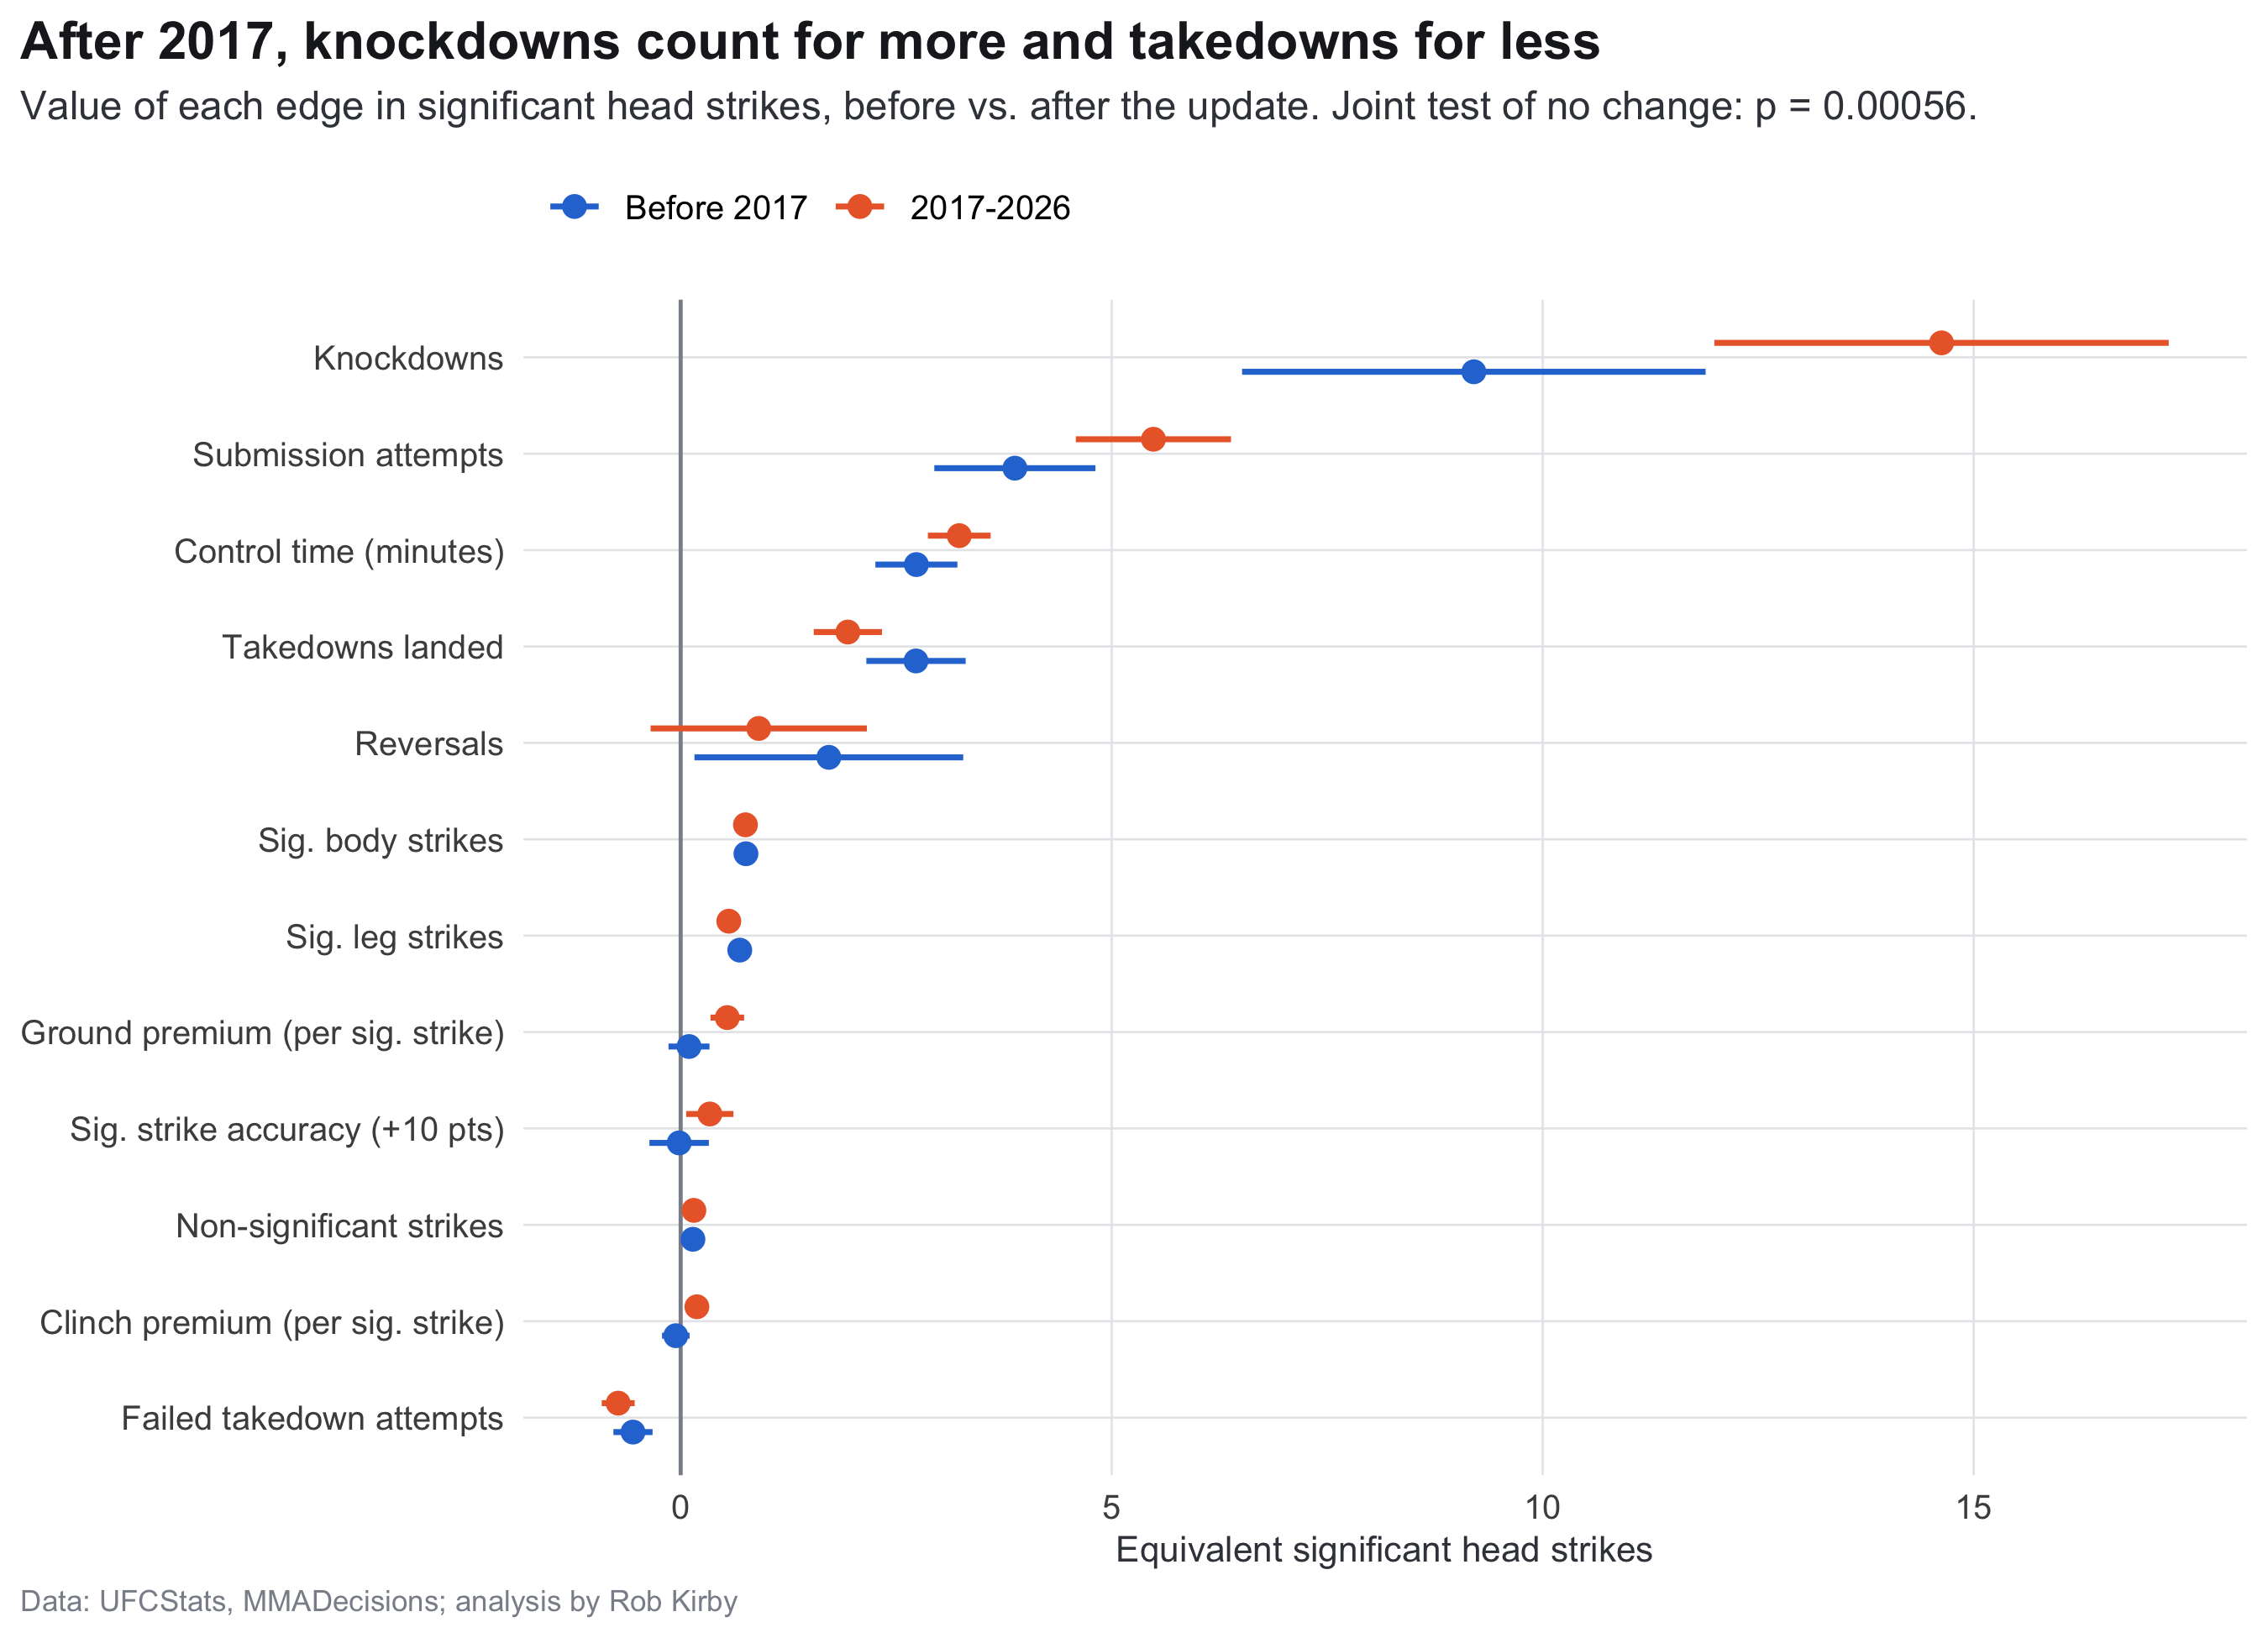 After 2017, knockdowns count for more and takedowns for less
Value of each edge in significant head strikes, before vs. after the update. Joint test of no change: p = 0.00056.
Before 2017 2017-2026
Knockdowns
Submission attempts
Control time (minutes)
Takedowns landed
Reversals
Sig. body strikes
Sig. leg strikes
Ground premium (per sig. strike)
Sig. strike accuracy (+10 pts)
Non-significant strikes
Clinch premium (per sig. strike)
Failed takedown attempts
0 5 10 15
Equivalent significant head strikes
Data: UFCStats, MMADecisions; analysis by Rob Kirby